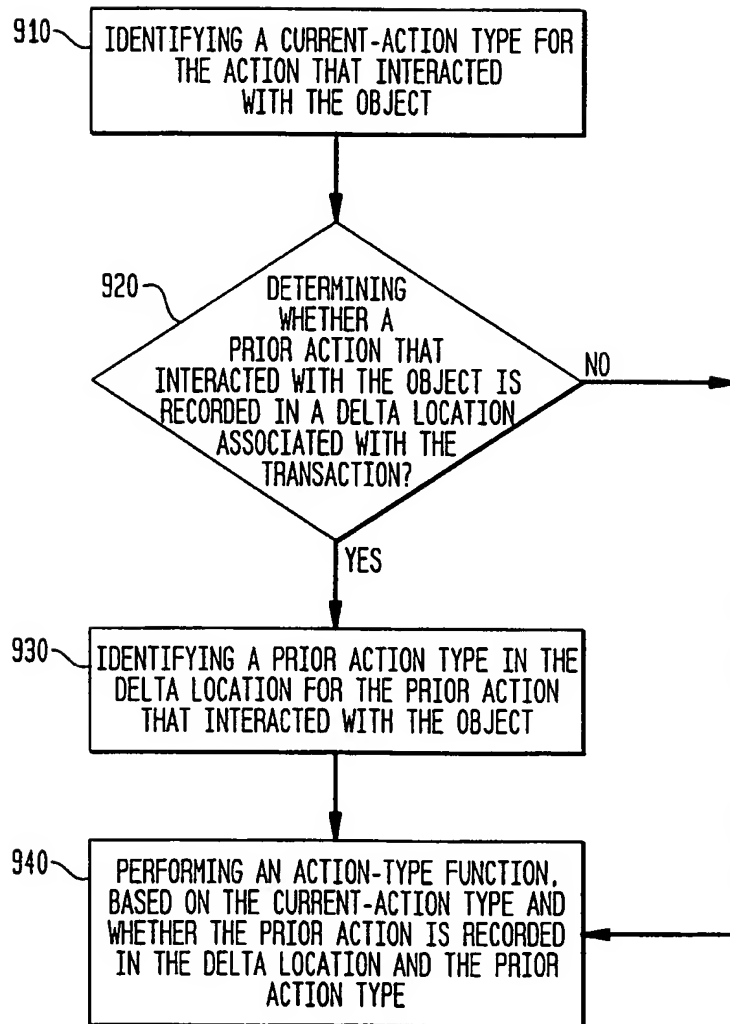 910
IDENTIFYING A CURRENT-ACTION TYPE FOR
THE ACTION THAT INTERACTED
WITH THE OBJECT
920
DETERMINING
WHETHER A
PRIOR ACTION THAT
INTERACTED WITH THE OBJECT IS
RECORDED IN A DELTA LOCATION
ASSOCIATED WITH THE
TRANSACTION?
NO
YES
930
IDENTIFYING A PRIOR ACTION TYPE IN THE
DELTA LOCATION FOR THE PRIOR ACTION
THAT INTERACTED WITH THE OBJECT
940
PERFORMING AN ACTION-TYPE FUNCTION,
BASED ON THE CURRENT-ACTION TYPE AND
WHETHER THE PRIOR ACTION IS RECORDED
IN THE DELTA LOCATION AND THE PRIOR
ACTION TYPE